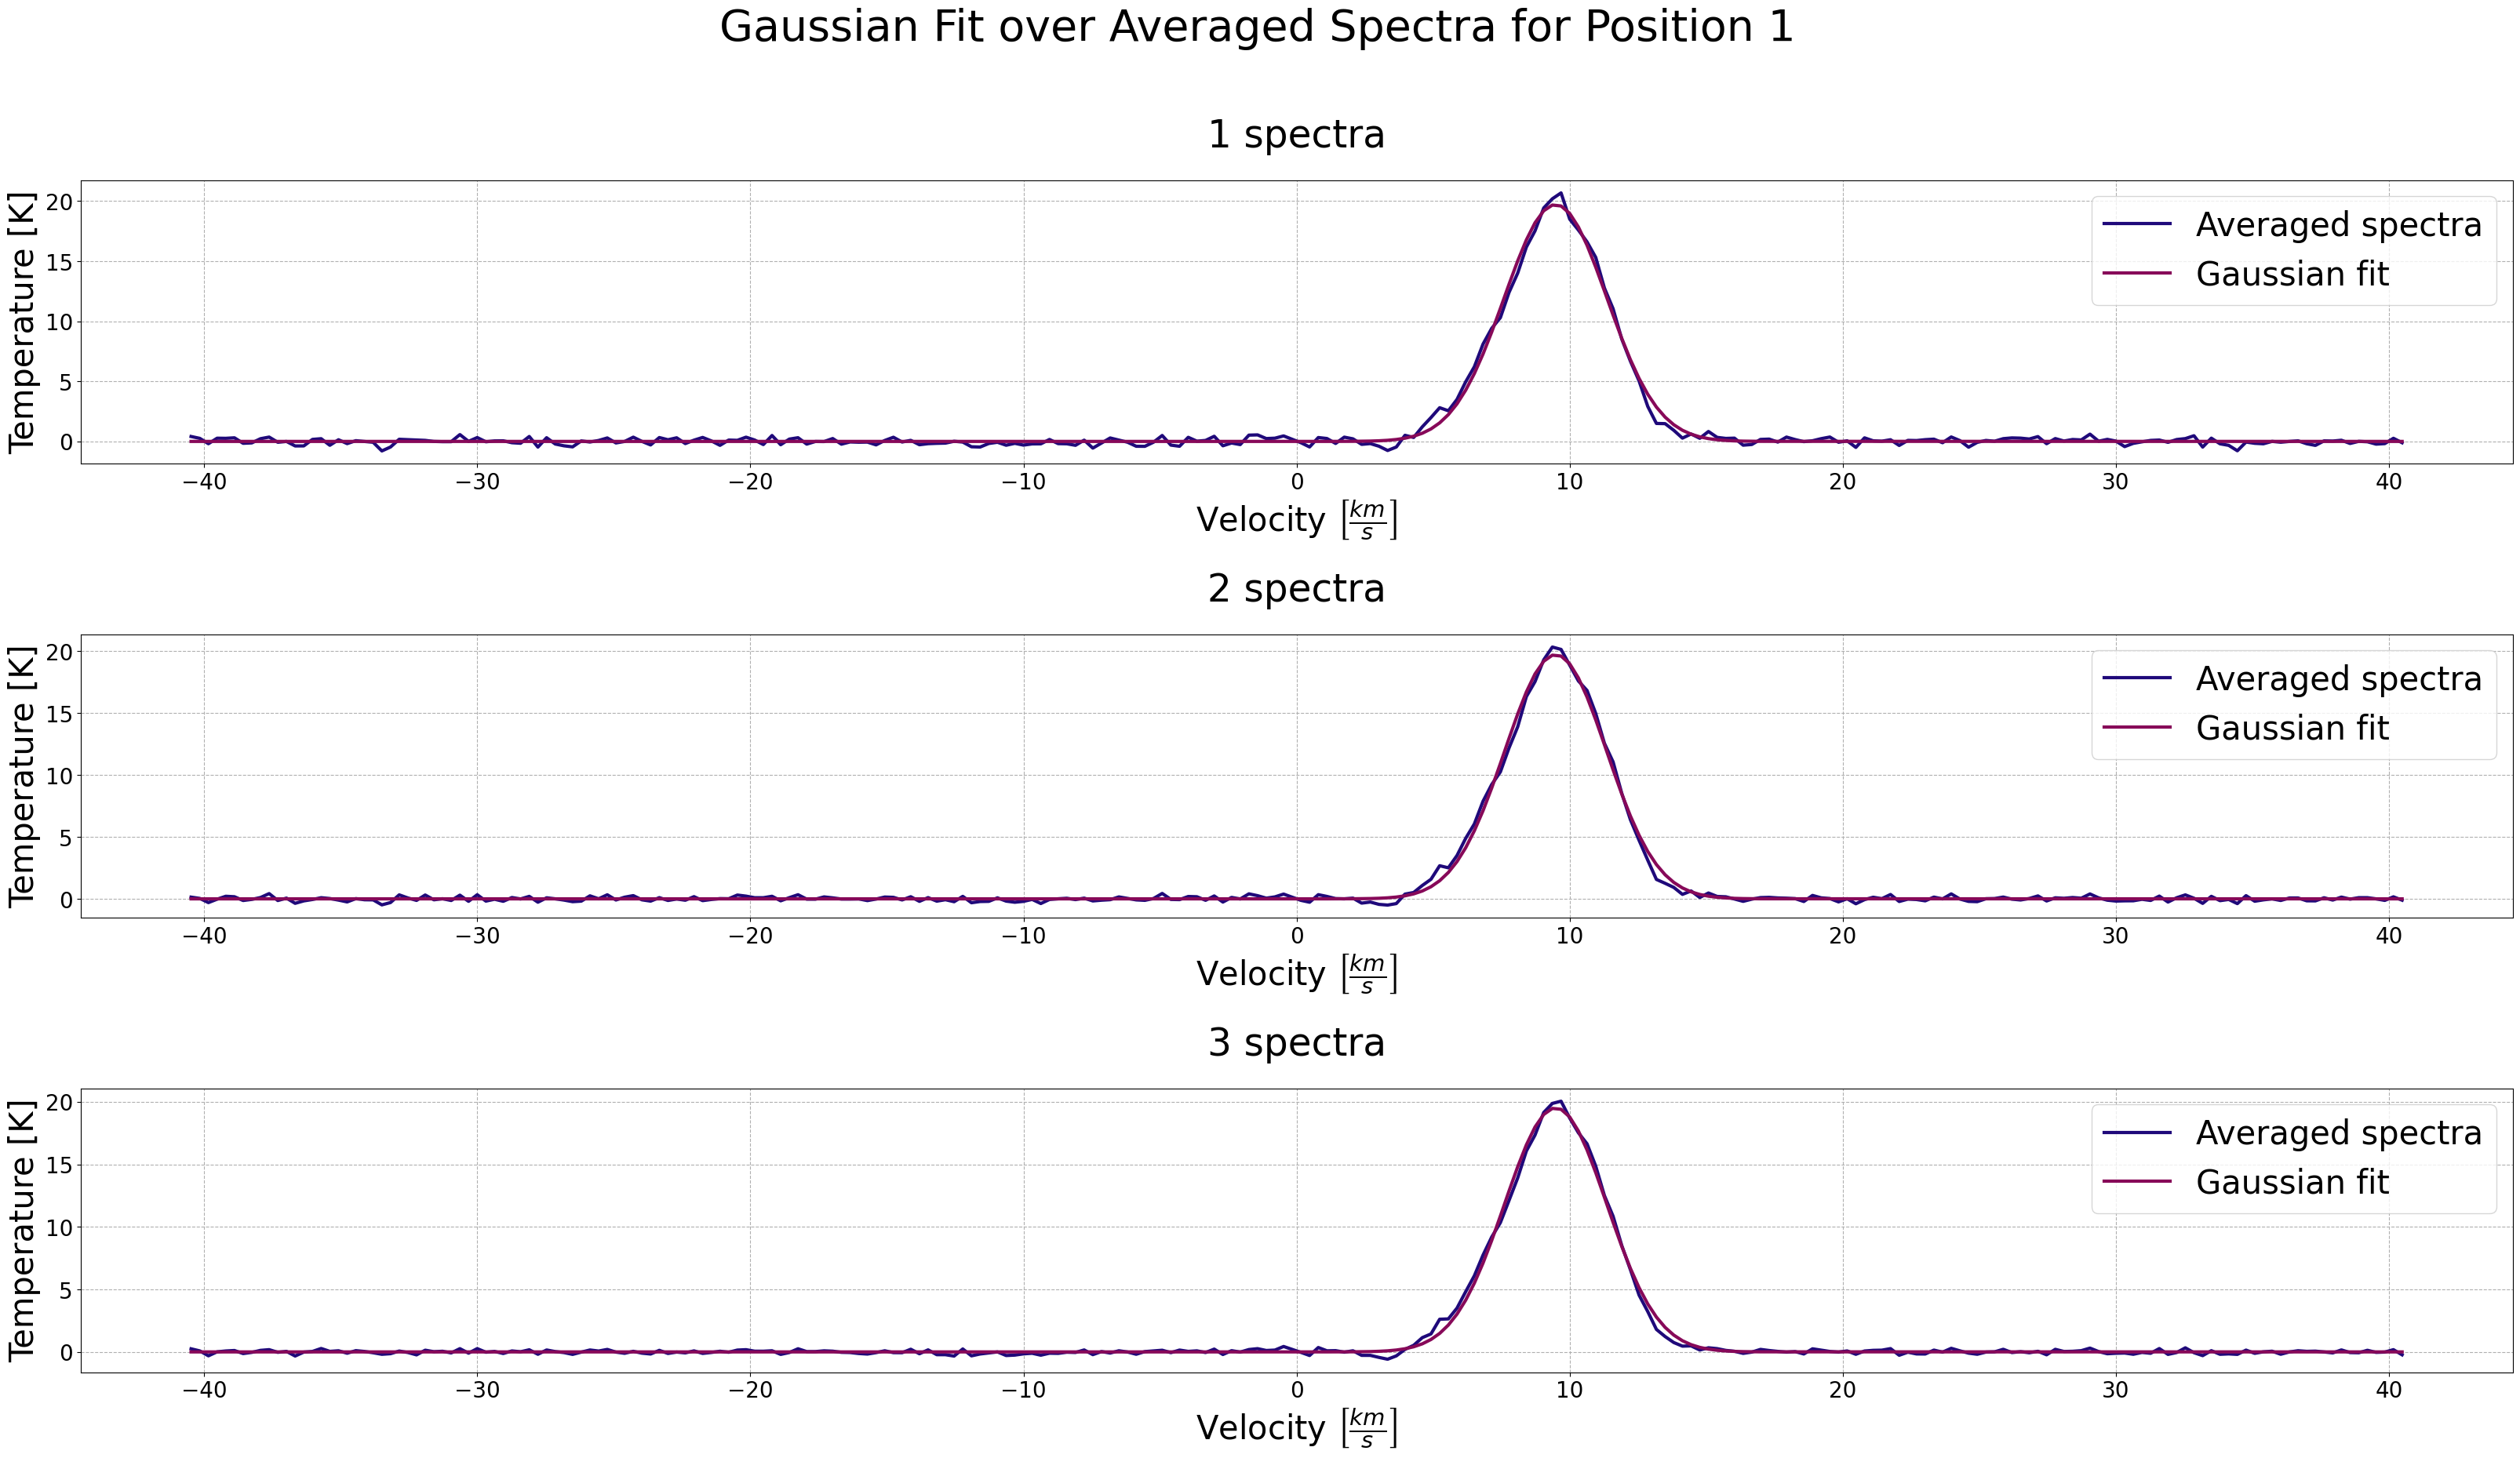 Gaussian Fit over Averaged Spectra for Position 1
1 spectra
Temperature [K]
20
15
10
5
0
Averaged spectra
Gaussian fit
−40 −30 −20 −10 0 10 20 30 40
Velocity [km/s]
2 spectra
Temperature [K]
20
15
10
5
0
Averaged spectra
Gaussian fit
−40 −30 −20 −10 0 10 20 30 40
Velocity [km/s]
3 spectra
Temperature [K]
20
15
10
5
0
Averaged spectra
Gaussian fit
−40 −30 −20 −10 0 10 20 30 40
Velocity [km/s]